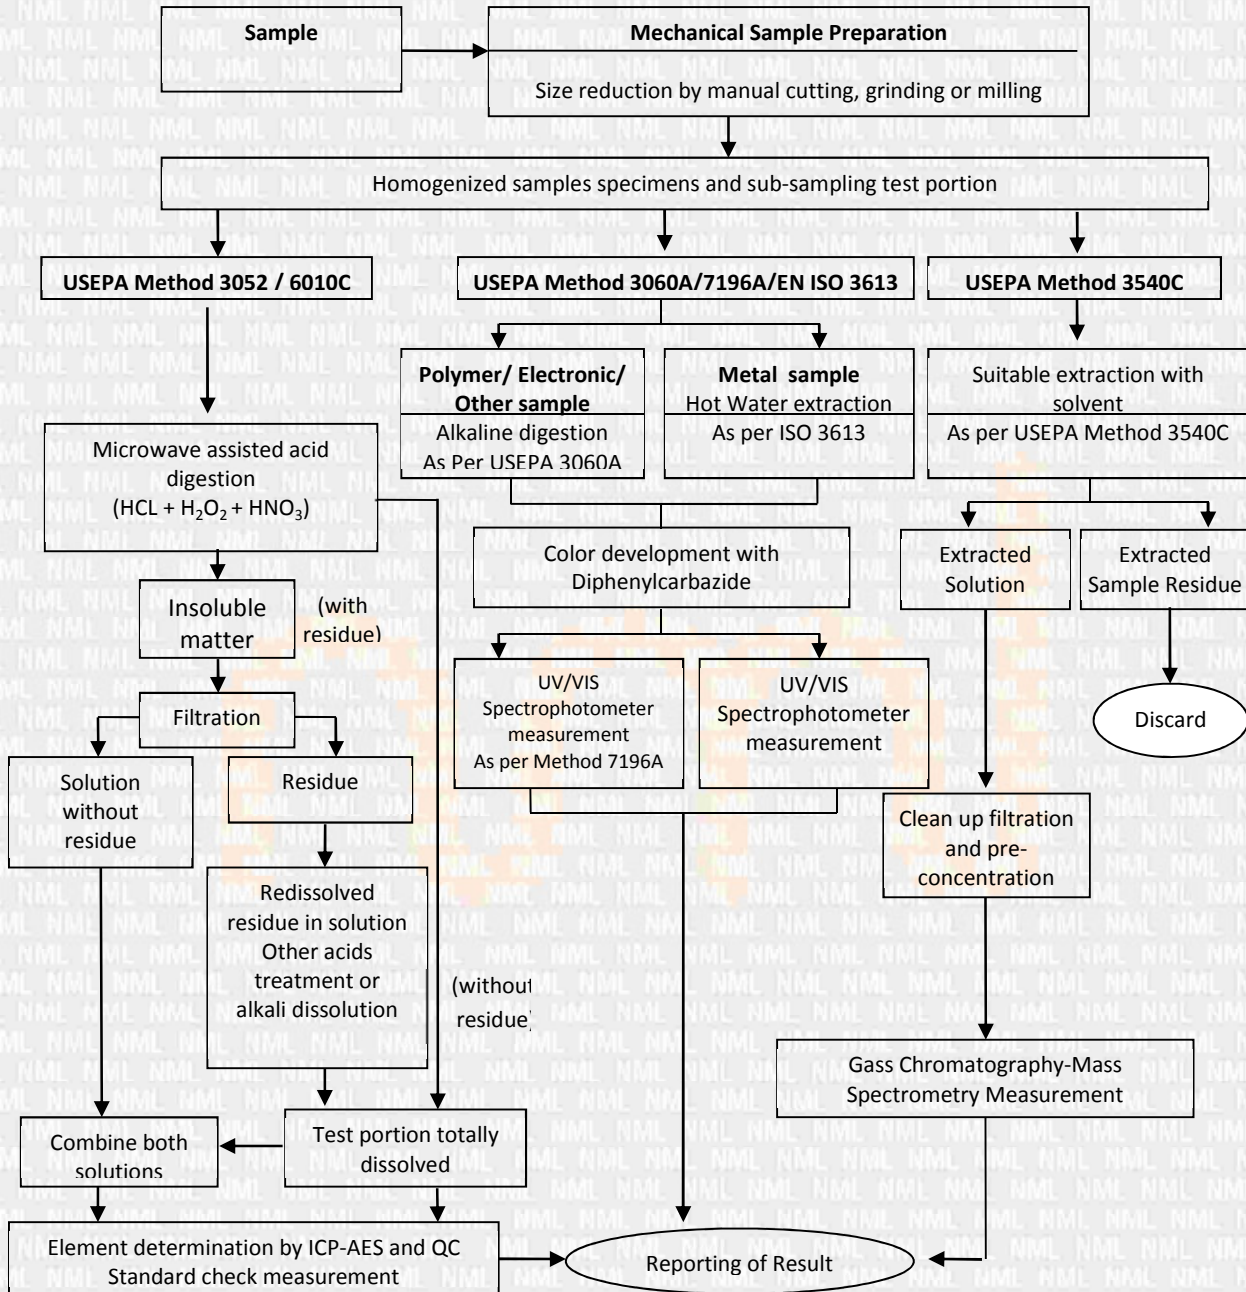 Sample
Mechanical Sample Preparation
Size reduction by manual cutting, grinding or milling
Homogenized samples specimens and sub-sampling test portion
USEPA Method 3052 / 6010C
USEPA Method 3060A/7196A/EN ISO 3613
USEPA Method 3540C
Polymer/ Electronic/
Other sample
Alkaline digestion
As Per USEPA 3060A
Metal sample
Hot Water extraction
As per ISO 3613
Suitable extraction with
solvent
As per USEPA Method 3540C
Microwave assisted acid
digestion
(HCL + H₂O₂ + HNO₃)
Color development with
Diphenylcarbazide
Extracted
Solution
Extracted
Sample Residue
Insoluble
matter
(with
residue)
Filtration
UV/VIS
Spectrophotometer
measurement
As per Method 7196A
UV/VIS
Spectrophotometer
measurement
Discard
Solution
without
residue
Residue
Clean up filtration
and pre-
concentration
Redissolved
residue in solution
Other acids
treatment or
alkali dissolution
(without
residue)
Gass Chromatography-Mass
Spectrometry Measurement
Combine both
solutions
Test portion totally
dissolved
Element determination by ICP-AES and QC
Standard check measurement
Reporting of Result